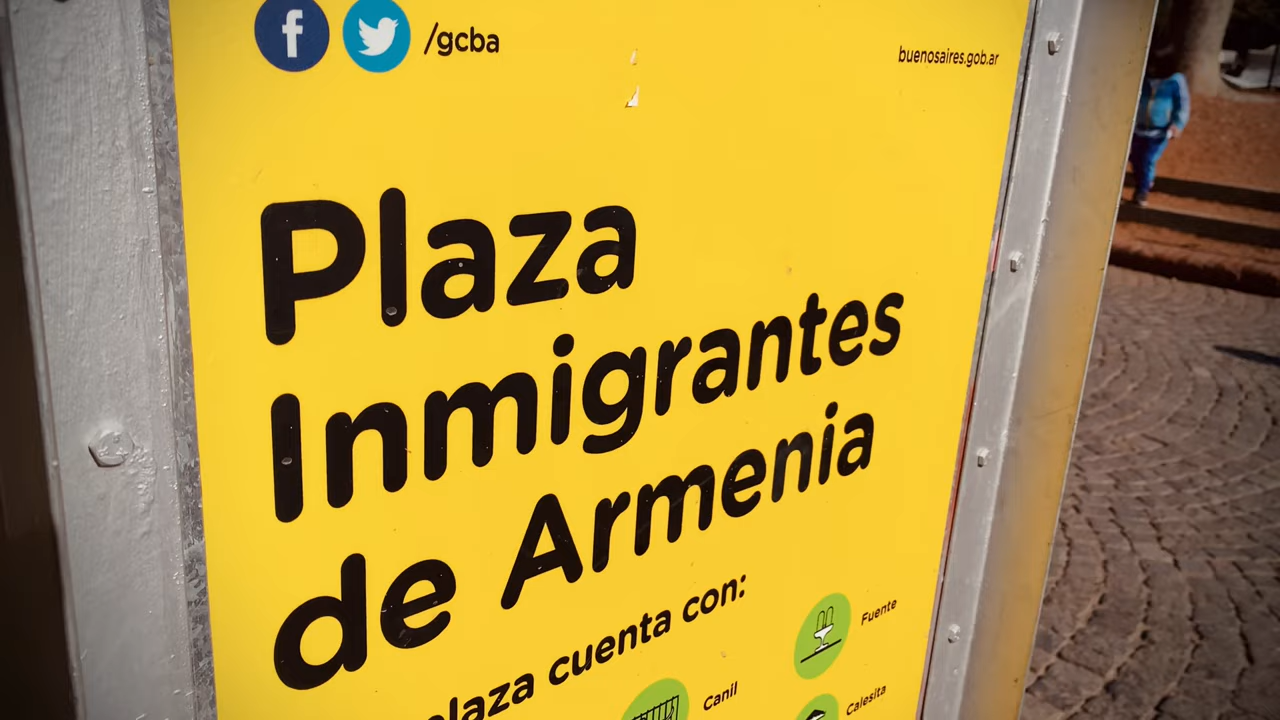 /gcba
buenosaires.gob.ar
Plaza
Inmigrantes
de Armenia
plaza cuenta con:
Fuente
Canil
Calesita